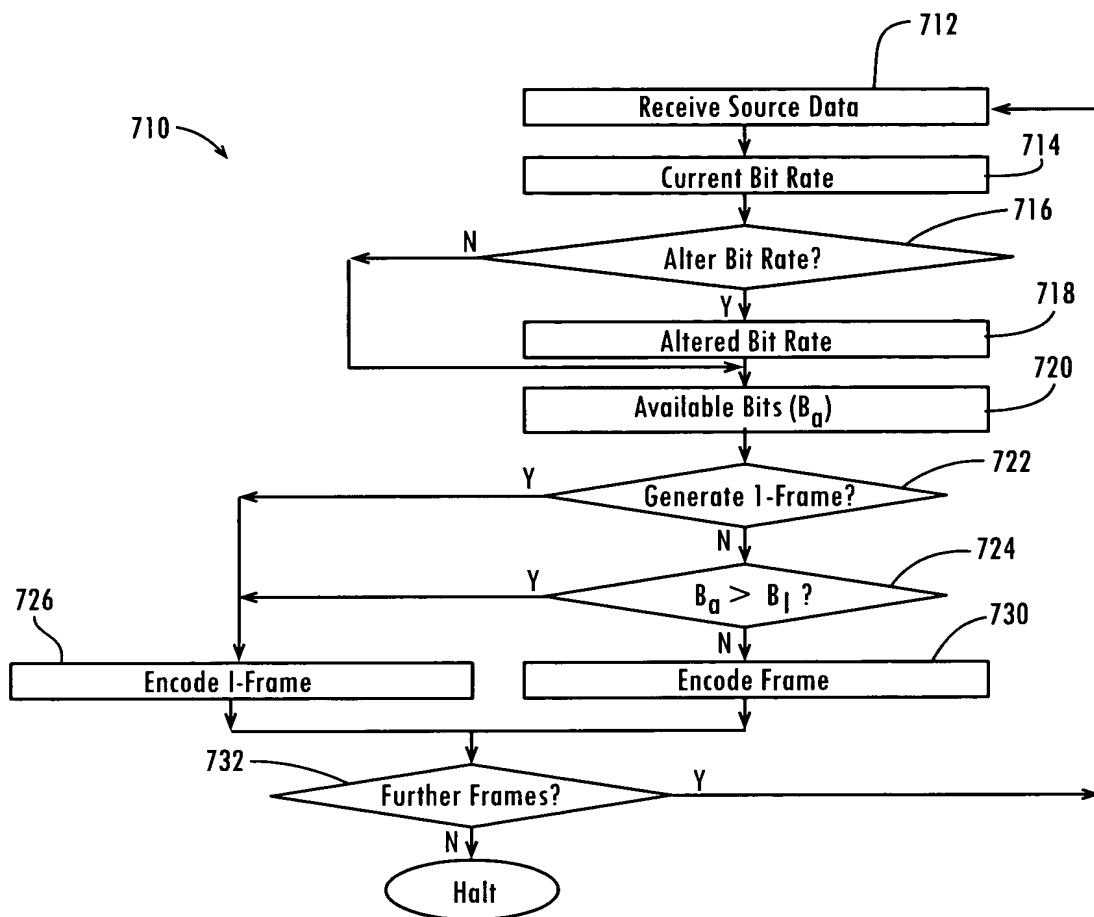 712
Receive Source Data
710
714
Current Bit Rate
716
N
Alter Bit Rate?
Y
718
Altered Bit Rate
720
Available Bits (Ba)
722
Y
Generate 1-Frame?
N
724
Y
Ba > BI ?
726
730
N
Encode I-Frame
Encode Frame
732
Y
Further Frames?
N
Halt